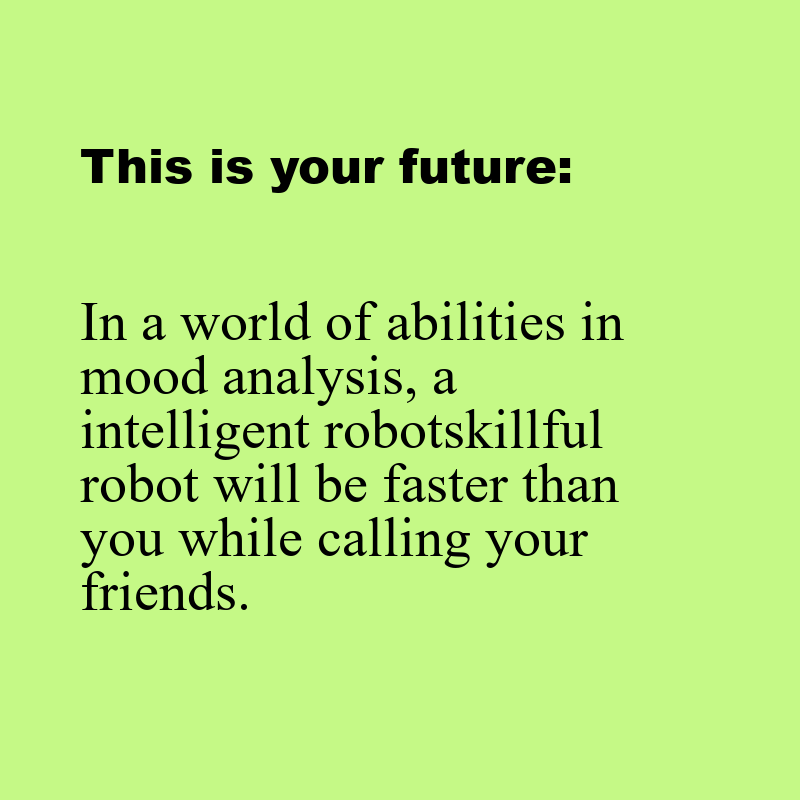 This is your future:
In a world of abilities in
mood analysis, a
intelligent robotskillful
robot will be faster than
you while calling your
friends.